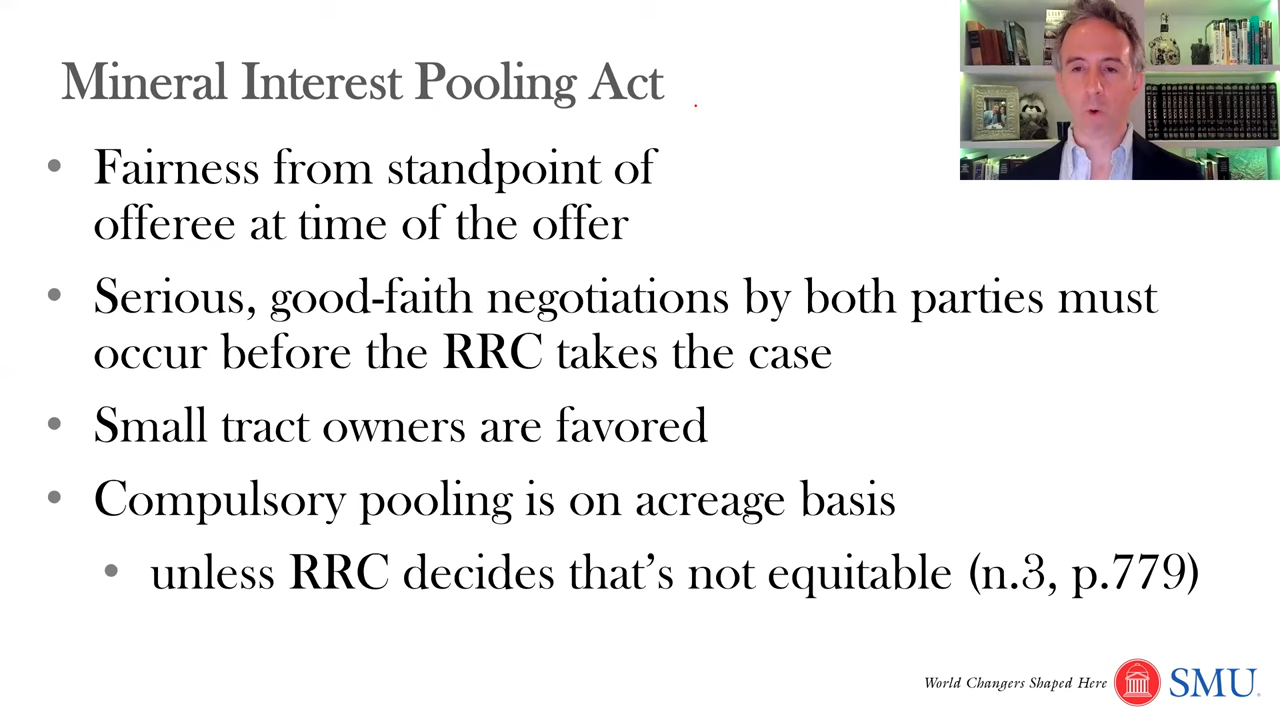 Mineral Interest Pooling Act
• Fairness from standpoint of
offeree at time of the offer
• Serious, good-faith negotiations by both parties must
occur before the RRC takes the case
• Small tract owners are favored
• Compulsory pooling is on acreage basis
• unless RRC decides that’s not equitable (n.3, p.779)
World Changers Shaped Here
SMU